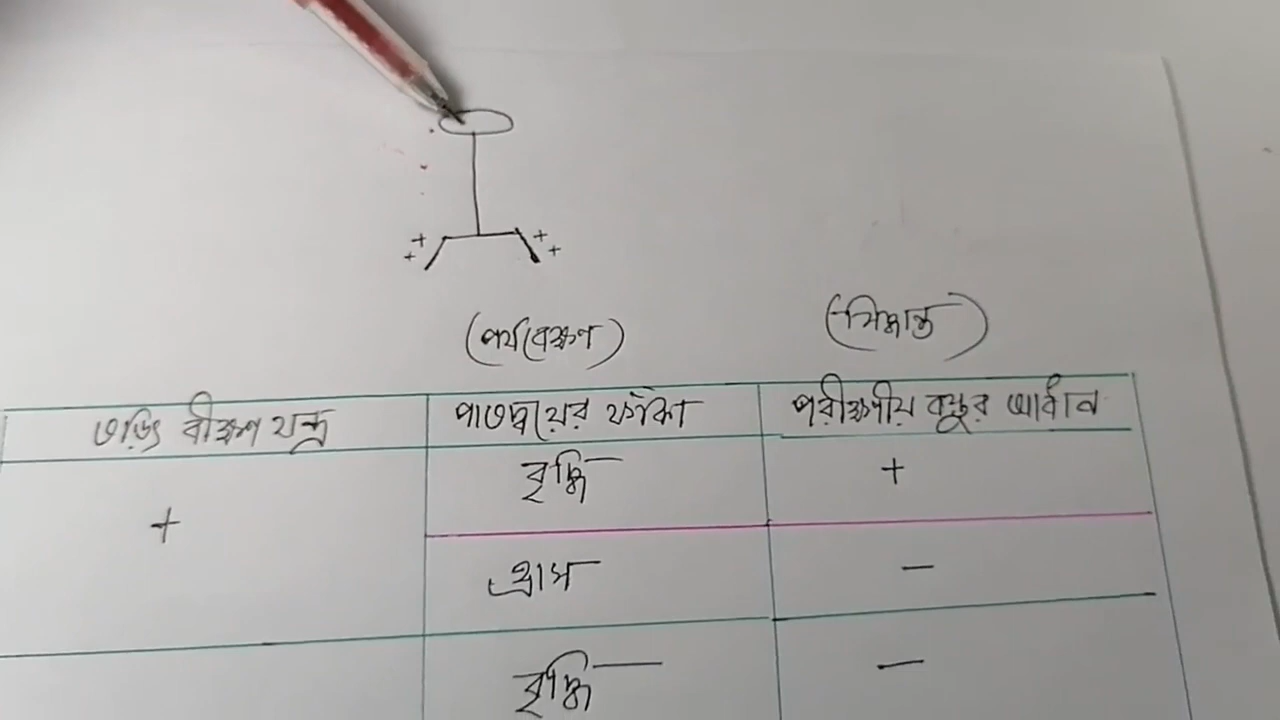 + + + +
(পর্যবেক্ষণ) (সিদ্ধান্ত)
তড়িৎ বীক্ষণ যন্ত্র পাতদ্বয়ের ফাঁকা পরীক্ষণীয় বস্তুর আধান
+ বৃদ্ধি +
হ্রাস −
বৃদ্ধি −